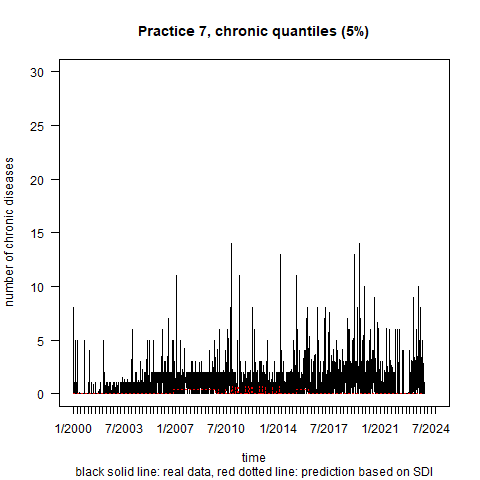 Practice 7, chronic quantiles (5%)
number of chronic diseases
30
25
20
15
10
5
0
1/2000 7/2003 1/2007 7/2010 1/2014 7/2017 1/2021 7/2024
time
black solid line: real data, red dotted line: prediction based on SDI